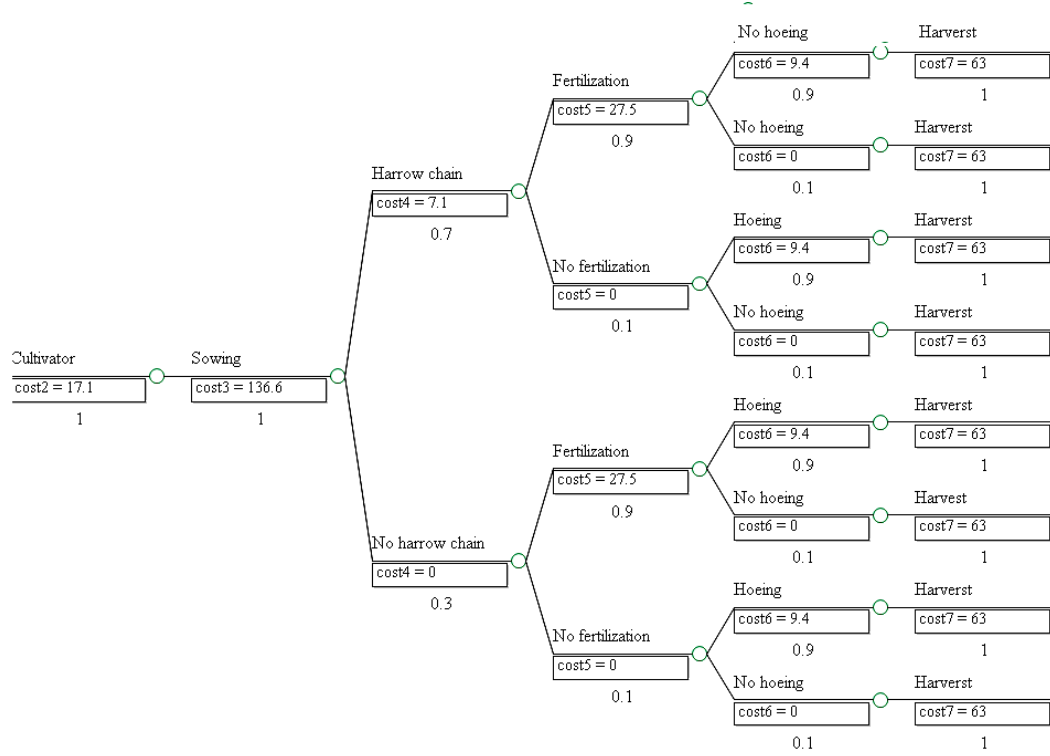 No hoeing Harverst
cost6 = 9.4 cost7 = 63
0.9 1
Fertilization
cost5 = 27.5
0.9
No hoeing Harverst
cost6 = 0 cost7 = 63
0.1 1
Harrow chain
cost4 = 7.1
0.7
Hoeing Harverst
cost6 = 9.4 cost7 = 63
0.9 1
No fertilization
cost5 = 0
0.1
No hoeing Harverst
cost6 = 0 cost7 = 63
0.1 1
Cultivator Sowing
cost2 = 17.1 cost3 = 136.6
1 1
Hoeing Harverst
cost6 = 9.4 cost7 = 63
0.9 1
Fertilization
cost5 = 27.5
0.9
No hoeing Harvest
cost6 = 0 cost7 = 63
0.1 1
No harrow chain
cost4 = 0
0.3
Hoeing Harverst
cost6 = 9.4 cost7 = 63
0.9 1
No fertilization
cost5 = 0
0.1
No hoeing Harverst
cost6 = 0 cost7 = 63
0.1 1